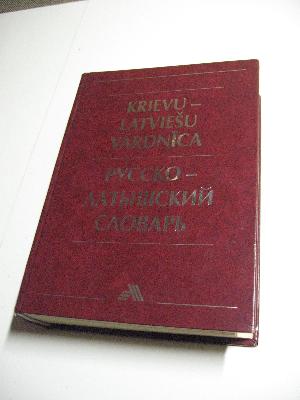 KRIEVU –
LATVIEŠU
VĀRDNĪCA
РУССКО –
ЛАТЫШСКИЙ
СЛОВАРЬ